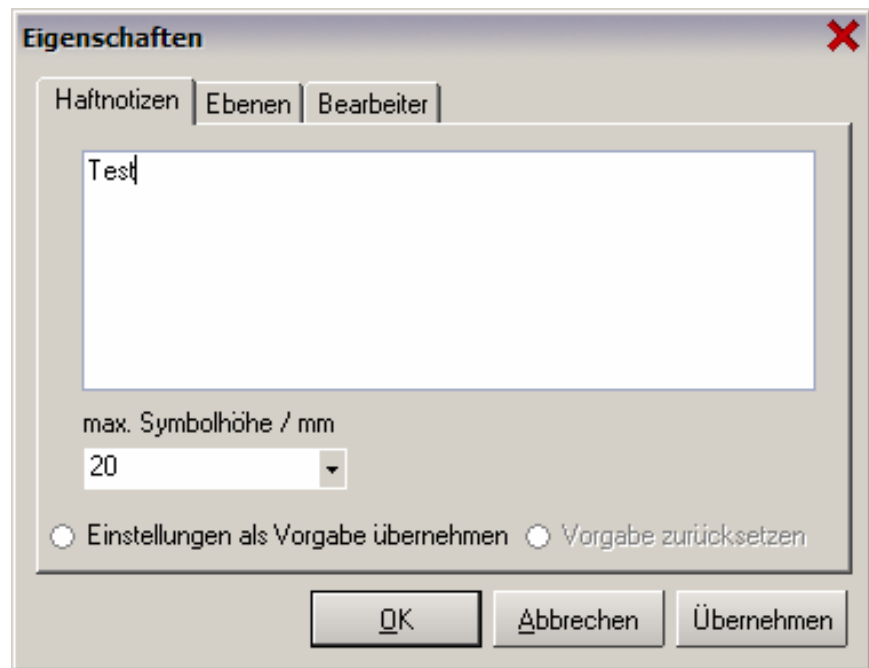 Eigenschaften
Haftnotizen Ebenen Bearbeiter
Test
max. Symbolhöhe / mm
20
Einstellungen als Vorgabe übernehmen Vorgabe zurücksetzen
OK Abbrechen Übernehmen